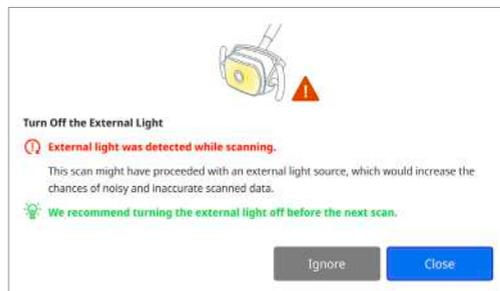 Turn Off the External Light
External light was detected while scanning.
This scan might have proceeded with an external light source, which would increase the
chances of noisy and inaccurate scanned data.
We recommend turning the external light off before the next scan.
Ignore
Close